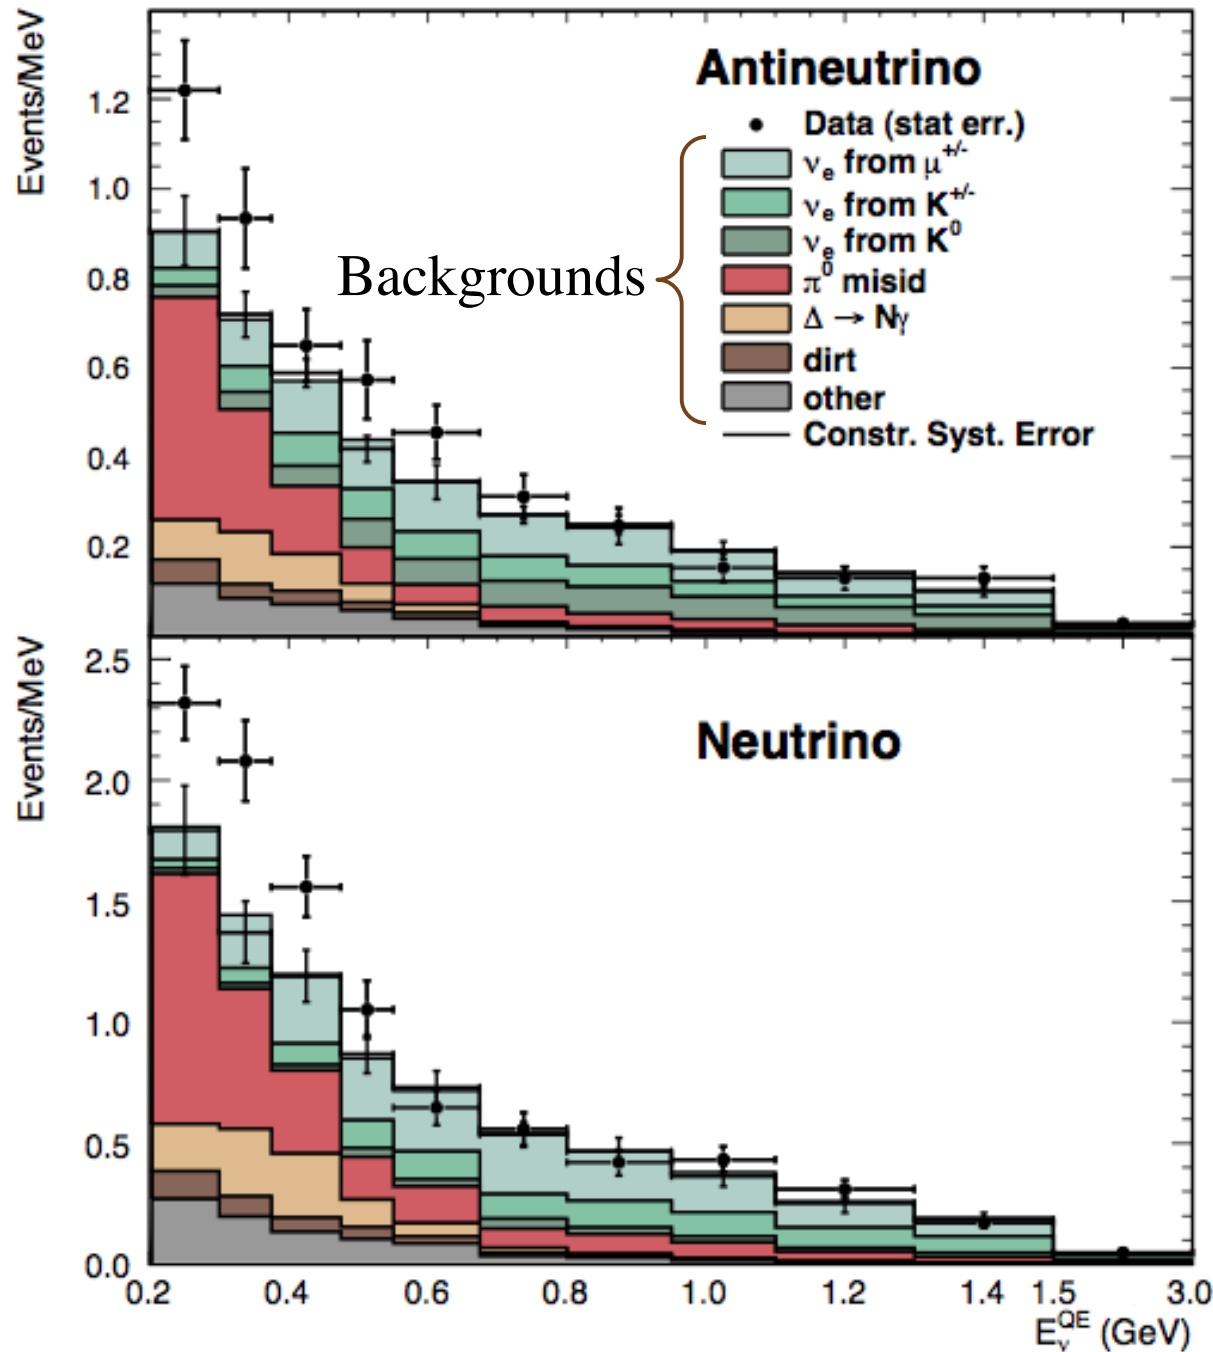 Events/MeV
Antineutrino
1.2
1.0
0.8
0.6
0.4
0.2
Backgrounds
Data (stat err.)
νe from μ+/-
νe from K+/-
νe from K0
π0 misid
Δ → Nγ
dirt
other
Constr. Syst. Error
Events/MeV
Neutrino
2.5
2.0
1.5
1.0
0.5
0.0
0.2 0.4 0.6 0.8 1.0 1.2 1.4 1.5 3.0
EνQE (GeV)